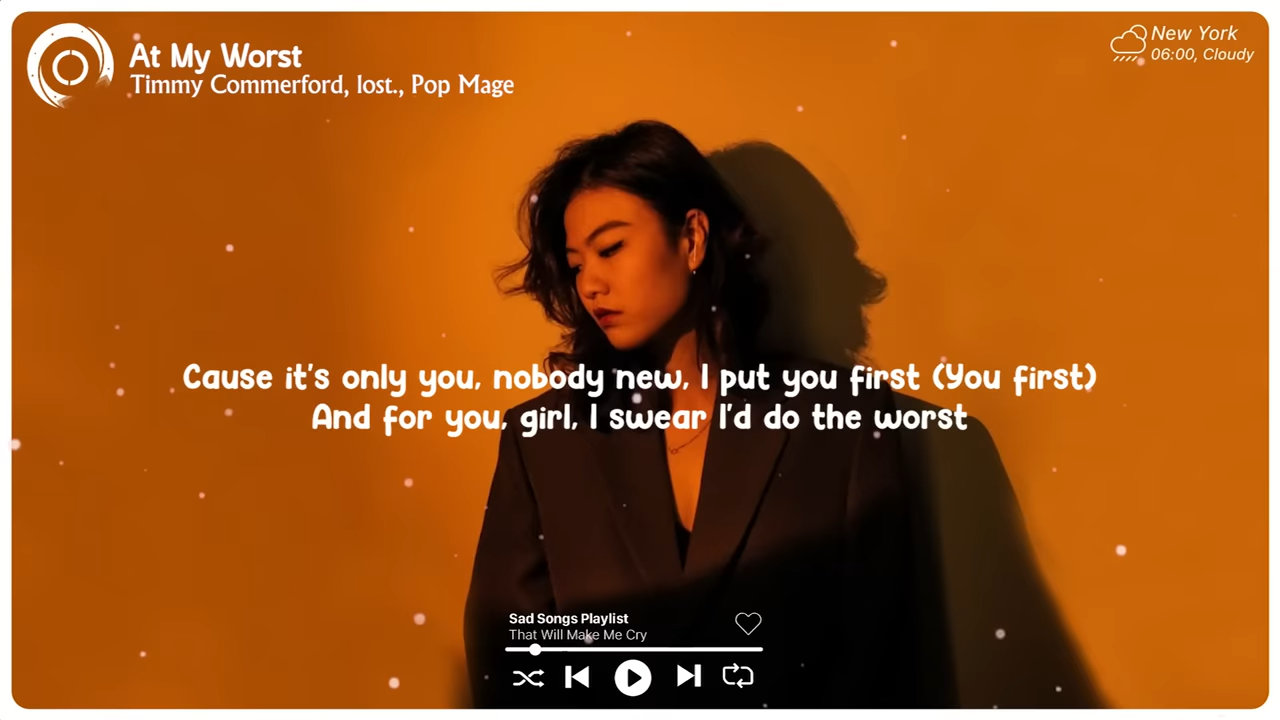 At My Worst
Timmy Commerford, lost., Pop Mage
New York
06:00, Cloudy
Cause it's only you, nobody new, I put you first (You first)
And for you, girl, I swear I'd do the worst
Sad Songs Playlist
That Will Make Me Cry